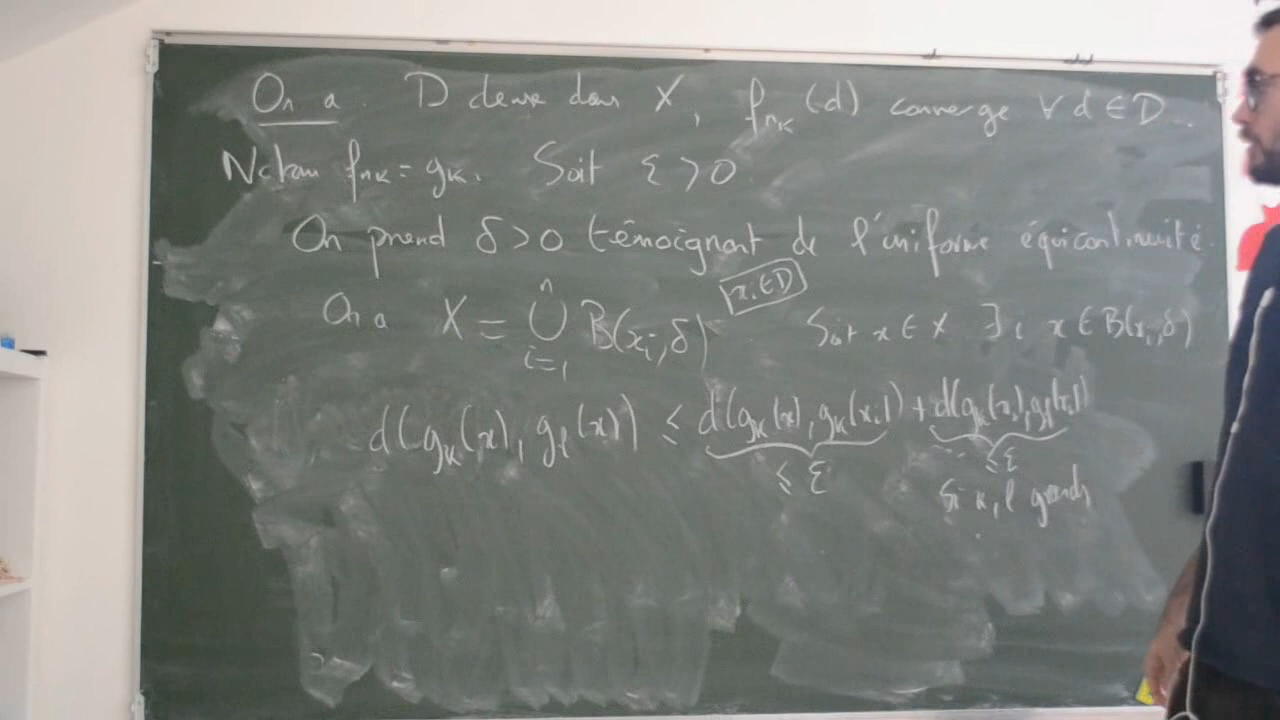 On a. D dense dans X, f_{n_k}(d) converge ∀ d ∈ D.
Notons f_{n_k} = g_k. Soit ε > 0.
On prend δ > 0 témoignant de l'uniforme équicontinuité.
On a X = ⋃_{i=1}^{n} B(x_i, δ) x_i ∈ D Soit x ∈ X ∃ i x ∈ B(x_i, δ)
d(g_k(x), g_l(x)) ≤ d(g_k(x), g_k(x_i)) + d(g_k(x_i), g_l(x_i))
≤ ε ≤ ε
Si k, l grands